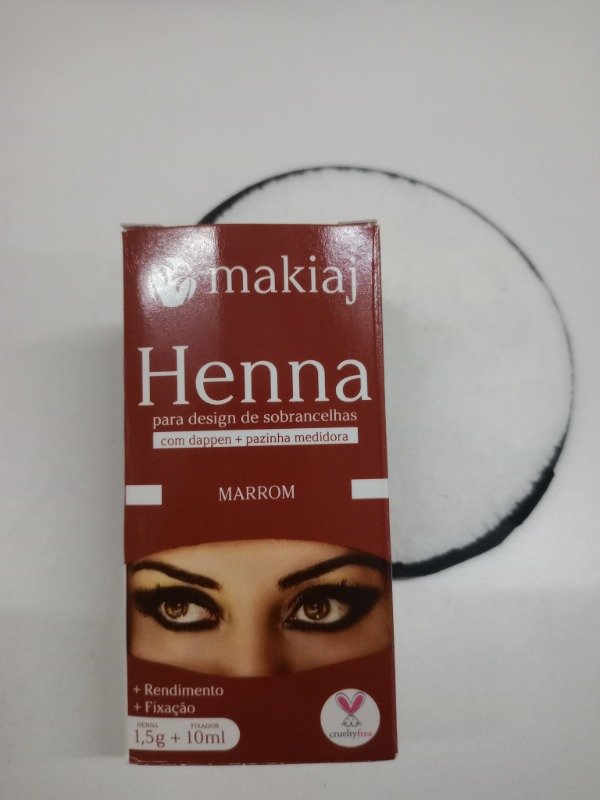 makiaj
Henna
para design de sobrancelhas
com dappen + pazinha medidora
MARROM
+ Rendimento
+ Fixação
HENNA FIXADOR
1,5g + 10ml
crueltyfree